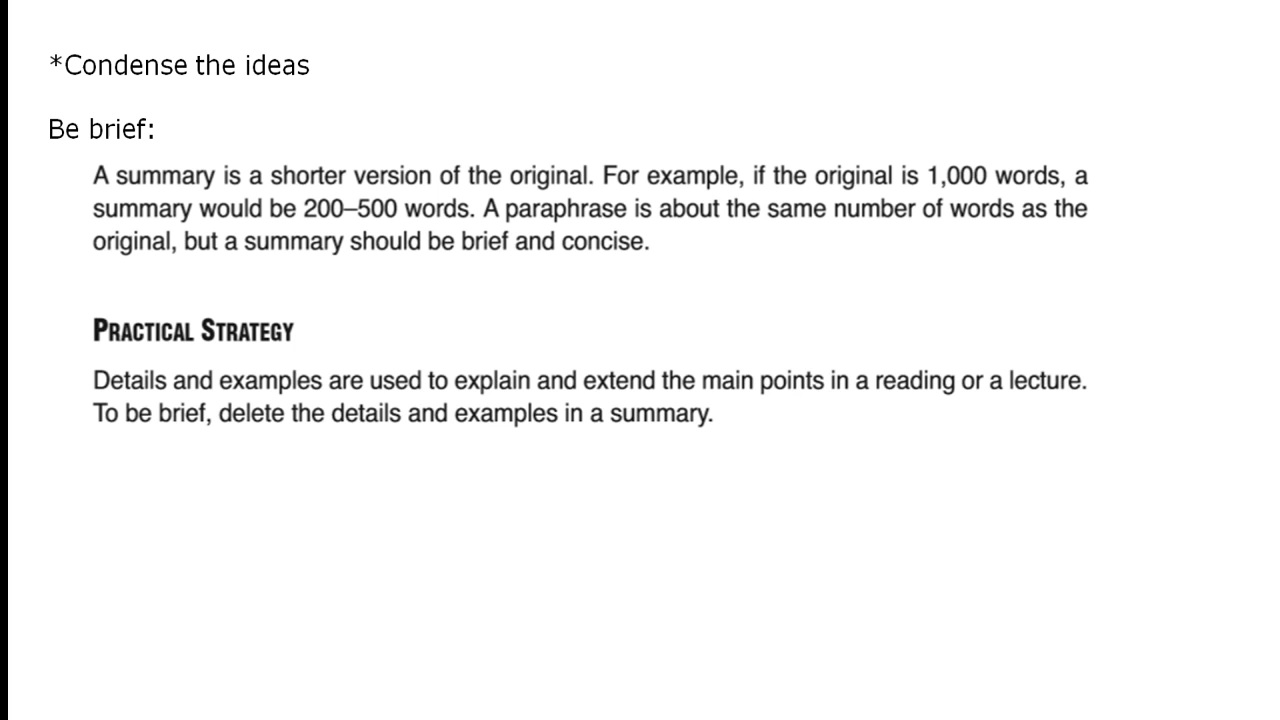 *Condense the ideas
Be brief:
A summary is a shorter version of the original. For example, if the original is 1,000 words, a
summary would be 200–500 words. A paraphrase is about the same number of words as the
original, but a summary should be brief and concise.
PRACTICAL STRATEGY
Details and examples are used to explain and extend the main points in a reading or a lecture.
To be brief, delete the details and examples in a summary.